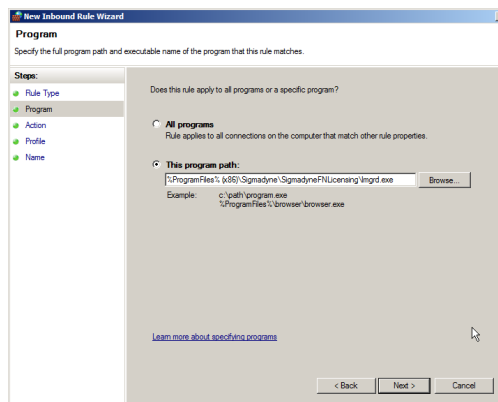 New Inbound Rule Wizard
Program
Specify the full program path and executable name of the program that this rule matches.
Steps:
Rule Type
Program
Action
Profile
Name
Does this rule apply to all programs or a specific program?
All programs
Rule applies to all connections on the computer that match other rule properties.
This program path:
%ProgramFiles% (x86)\Sigmadyne\SigmadyneFNLicensing\lmgrd.exe
Browse...
Example: c:\path\program.exe
%ProgramFiles%\browser\browser.exe
Learn more about specifying programs
< Back Next > Cancel